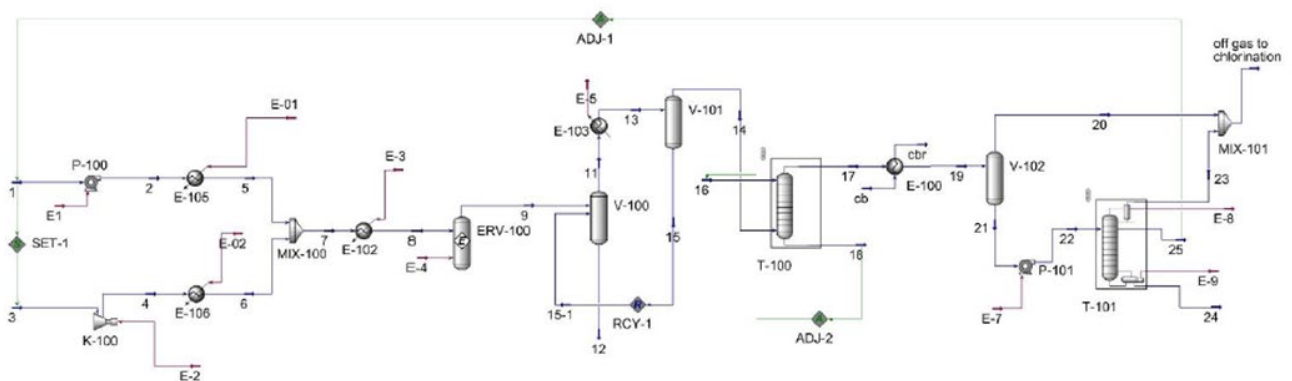 ADJ-1
off gas to
chlorination
E-01
E-5
V-101
E-103
13
14
20
MIX-101
P-100
1
2
E-105
5
E-3
cbr
V-102
E1
11
16
17
E-100
19
23
cb
E-8
SET-1
E-02
MIX-100
7
E-102
8
ERV-100
9
V-100
15
21
22
25
E-4
18
P-101
E-9
3
4
E-106
6
T-100
E-7
T-101
24
K-100
15-1
RCY-1
ADJ-2
12
E-2